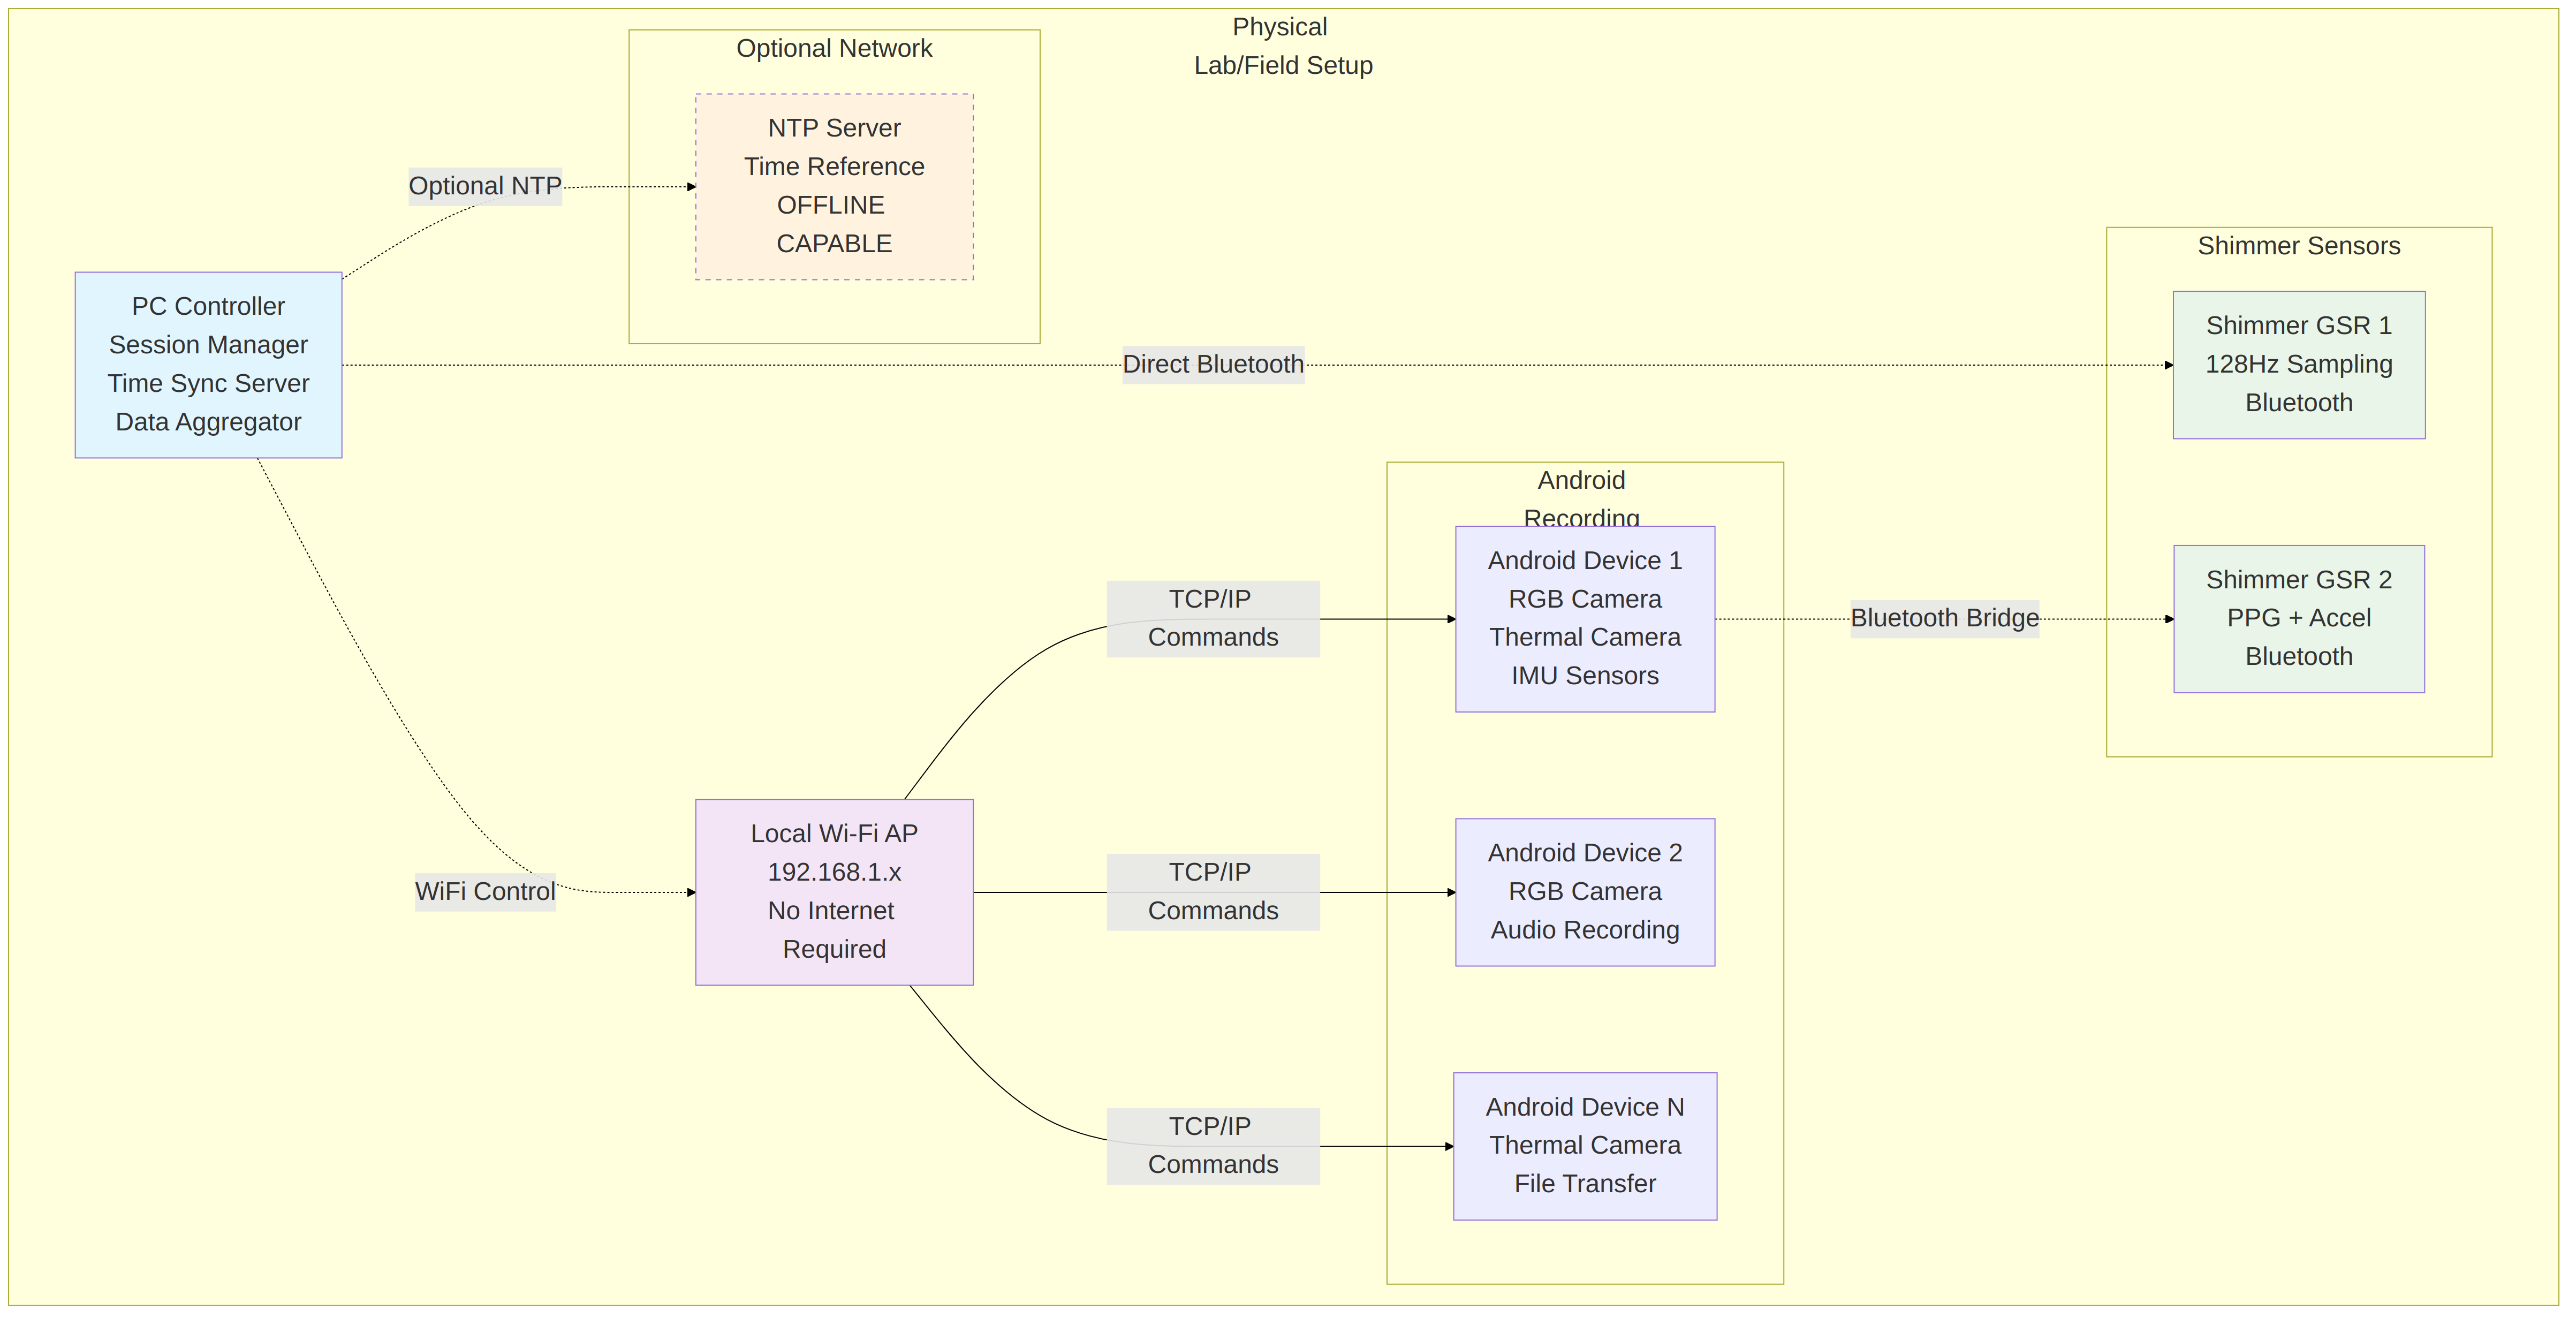 Physical
Lab/Field Setup
Optional Network
NTP Server
Time Reference
OFFLINE
CAPABLE
Optional NTP
PC Controller
Session Manager
Time Sync Server
Data Aggregator
Direct Bluetooth
Shimmer Sensors
Shimmer GSR 1
128Hz Sampling
Bluetooth
Shimmer GSR 2
PPG + Accel
Bluetooth
Bluetooth Bridge
Android
Recording
Android Device 1
RGB Camera
Thermal Camera
IMU Sensors
TCP/IP
Commands
WiFi Control
Local Wi-Fi AP
192.168.1.x
No Internet
Required
TCP/IP
Commands
Android Device 2
RGB Camera
Audio Recording
TCP/IP
Commands
Android Device N
Thermal Camera
File Transfer